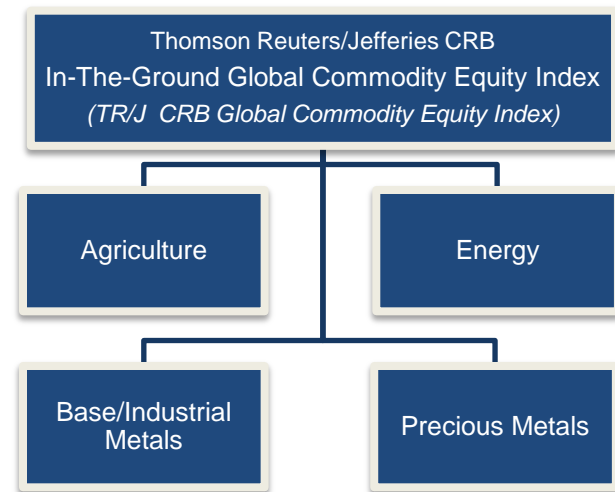 Thomson Reuters/Jefferies CRB
In-The-Ground Global Commodity Equity Index
(TR/J CRB Global Commodity Equity Index)
Agriculture
Energy
Base/Industrial
Metals
Precious Metals